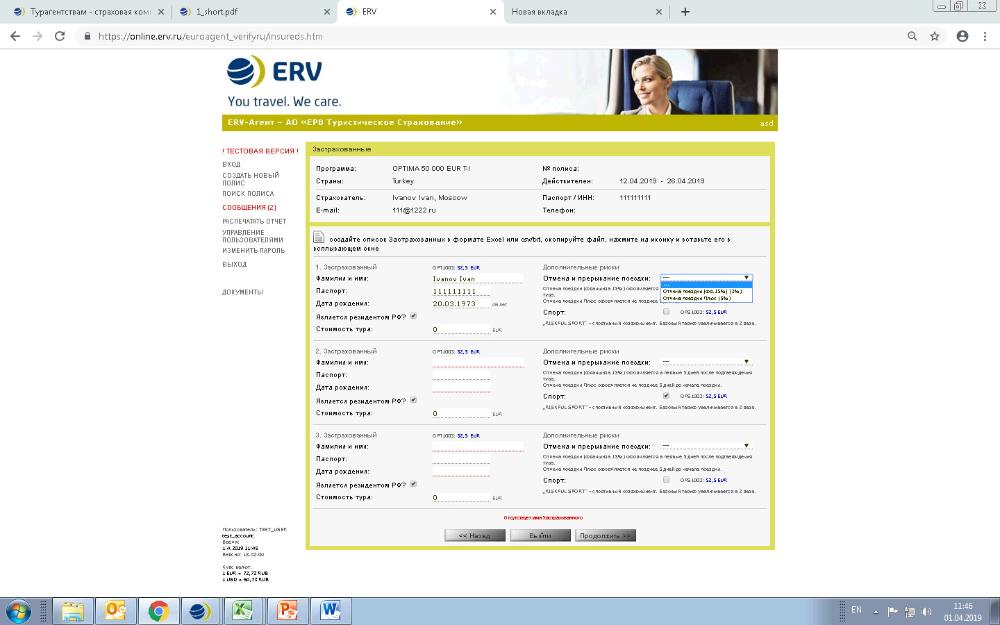 Турагентствам - страховая ком
1_short.pdf
ERV
Новая вкладка
https://online.erv.ru/euroagent_verifyru/insureds.htm
ERV
You travel. We care.
ERV-Агент – АО «ЕРВ Туристическое Страхование»
asd
! ТЕСТОВАЯ ВЕРСИЯ !
ВХОД
СОЗДАТЬ НОВЫЙ
ПОЛИС
ПОИСК ПОЛИСА
СООБЩЕНИЯ (2)
РАСПЕЧАТАТЬ ОТЧЕТ
УПРАВЛЕНИЕ
ПОЛЬЗОВАТЕЛЯМИ
ИЗМЕНИТЬ ПАРОЛЬ
ВЫХОД
ДОКУМЕНТЫ
Застрахованные
Программа: OPTIMA 50 000 EUR T-I № полиса:
Страны: Turkey Действителен: 12.04.2019 - 26.04.2019
Страхователь: Ivanov Ivan, Moscow Паспорт / ИНН: 111111111
E-mail: 111@1222.ru Телефон:
создайте список Застрахованных в формате Excel или csv/txt, скопируйте файл, нажмите на иконку и вставьте его в
всплывающем окне
1. Застрахованный OPT1003: 52,5 EUR Дополнительные риски
Фамилия и имя: Ivanov Ivan Отмена и прерывание поездки: ---
---
Отмена поездки (фр.15%) (3%)
Отмена поездки Плюс (5%)
Отмена поездки (франшиза 15%) оформляется
тура.
Отмена поездки Плюс оформляется не позднее 5
Паспорт: 111111111
Дата рождения: 20.03.1973 46 лет
Спорт: OPS1003: 52,5 EUR
Является резидентом РФ?
„RISKFUL SPORT" – спортивный коэффициент. Базовый тариф увеличивается в 2 раза.
Стоимость тура: 0 EUR
2. Застрахованный OPT1003: 52,5 EUR Дополнительные риски
Фамилия и имя: Отмена и прерывание поездки: ---
Отмена поездки (франшиза 15%) оформляется в первые 5 дней после подтверждения
тура.
Отмена поездки Плюс оформляется не позднее 5 дней до начала поездки.
Паспорт:
Дата рождения:
Спорт: OPS1003: 52,5 EUR
Является резидентом РФ?
„RISKFUL SPORT" – спортивный коэффициент. Базовый тариф увеличивается в 2 раза.
Стоимость тура: 0 EUR
3. Застрахованный OPT1003: 52,5 EUR Дополнительные риски
Фамилия и имя: Отмена и прерывание поездки: ---
Отмена поездки (франшиза 15%) оформляется в первые 5 дней после подтверждения
тура.
Отмена поездки Плюс оформляется не позднее 5 дней до начала поездки.
Паспорт:
Дата рождения:
Спорт: OPS1003: 52,5 EUR
Является резидентом РФ?
„RISKFUL SPORT" – спортивный коэффициент. Базовый тариф увеличивается в 2 раза.
Стоимость тура: 0 EUR
Отсутствует имя Застрахованного
<< Назад Выйти Продолжить >>
Пользователь: TEST_USER
test_account
Время:
1.4.2019 11:45
Версия: 18.02.04
Курс валют:
1 EUR = 72,72 RUB
1 USD = 64,73 RUB
EN
11:46
01.04.2019